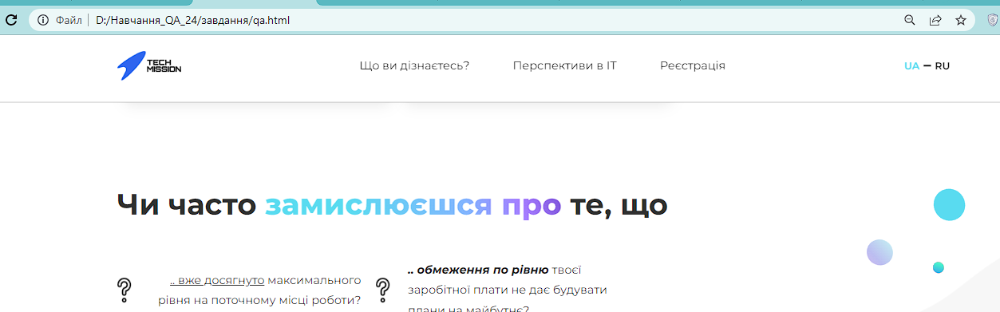 Файл D:/Навчання_QA_24/завдання/qa.html
TECH
MISSION
Що ви дізнаєтесь? Перспективи в IT Реєстрація
UA — RU
Чи часто замислюєшся про те, що
.. вже досягнуто максимального
рівня на поточному місці роботи?
.. обмеження по рівню твоєї
заробітної плати не дає будувати
плани на майбутнє?